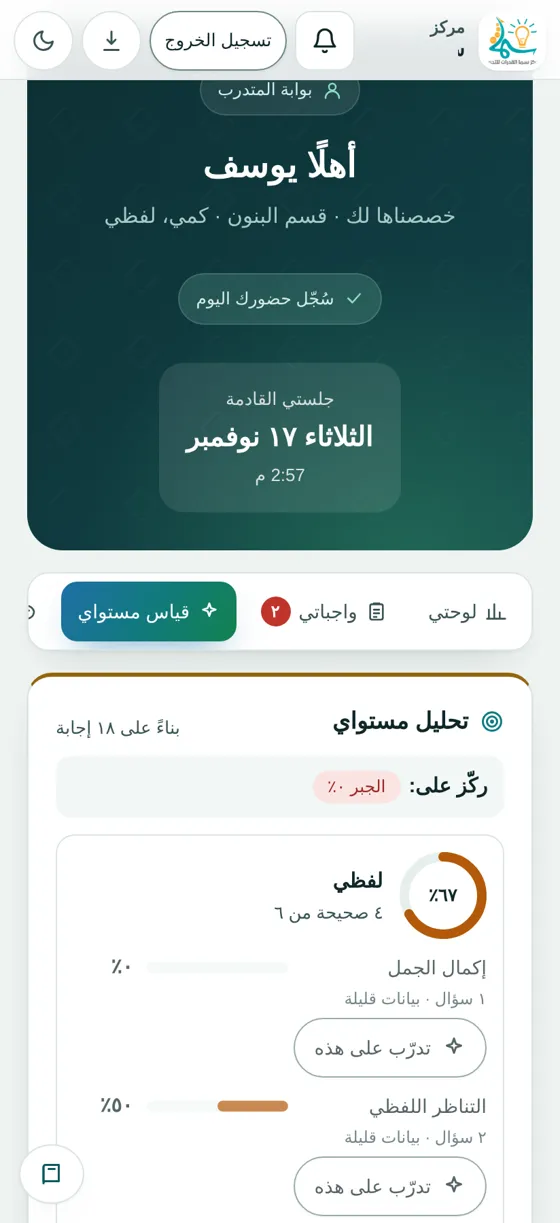 مركز
تسجيل الخروج
بوابة المتدرب
أهلًا يوسف
خصصناها لك · قسم البنون · كمي، لفظي
سُجّل حضورك اليوم
جلستي القادمة
الثلاثاء ١٧ نوفمبر
2:57 م
لوحتي
واجباتي ٢
قياس مستواي
تحليل مستواي
بناءً على ١٨ إجابة
ركّز على: الجبر ٠٪
٦٧٪
لفظي
٤ صحيحة من ٦
إكمال الجمل ٠٪
١ سؤال · بيانات قليلة
تدرّب على هذه
التناظر اللفظي ٥٠٪
٢ سؤال · بيانات قليلة
تدرّب على هذه